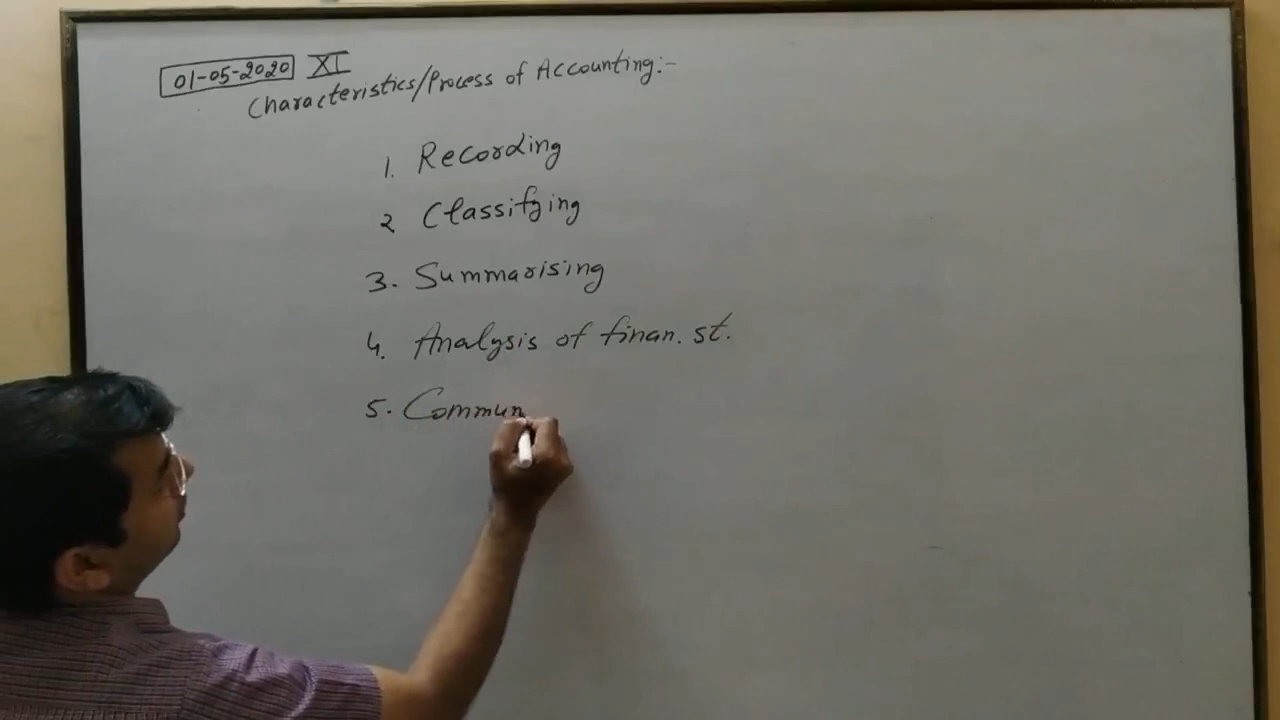 01-05-2020 XI
Characteristics/Process of Accounting:-
1. Recording
2 Classifying
3. Summarising
4. Analysis of finan. st.
5. Commun